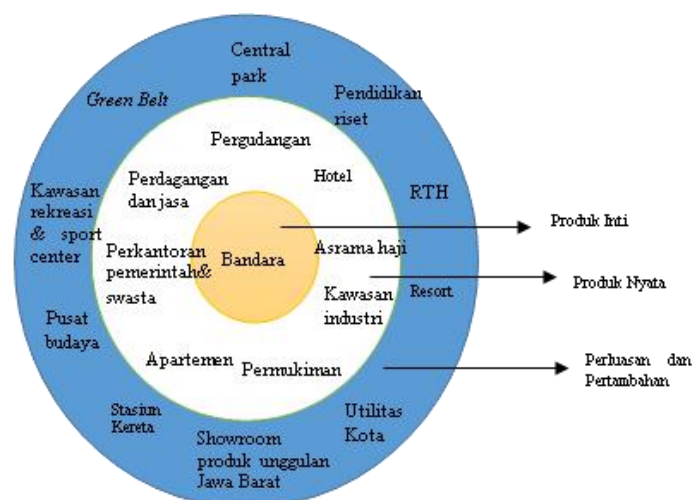 Central
park
Green Belt
Pendidikan
riset
Pergudangan
Hotel
Perdagangan
dan jasa
RTH
Kawasan
rekreasi
& sport
center
Produk Inti
Perkantoran
pemerintah&
swasta
Bandara
Asrama haji
Produk Nyata
Kawasan
industri
Resort
Pusat
budaya
Apartemen
Permukiman
Perluasan dan
Pertambahan
Stasiun
Kereta
Utilitas
Kota
Showroom
produk unggulan
Jawa Barat